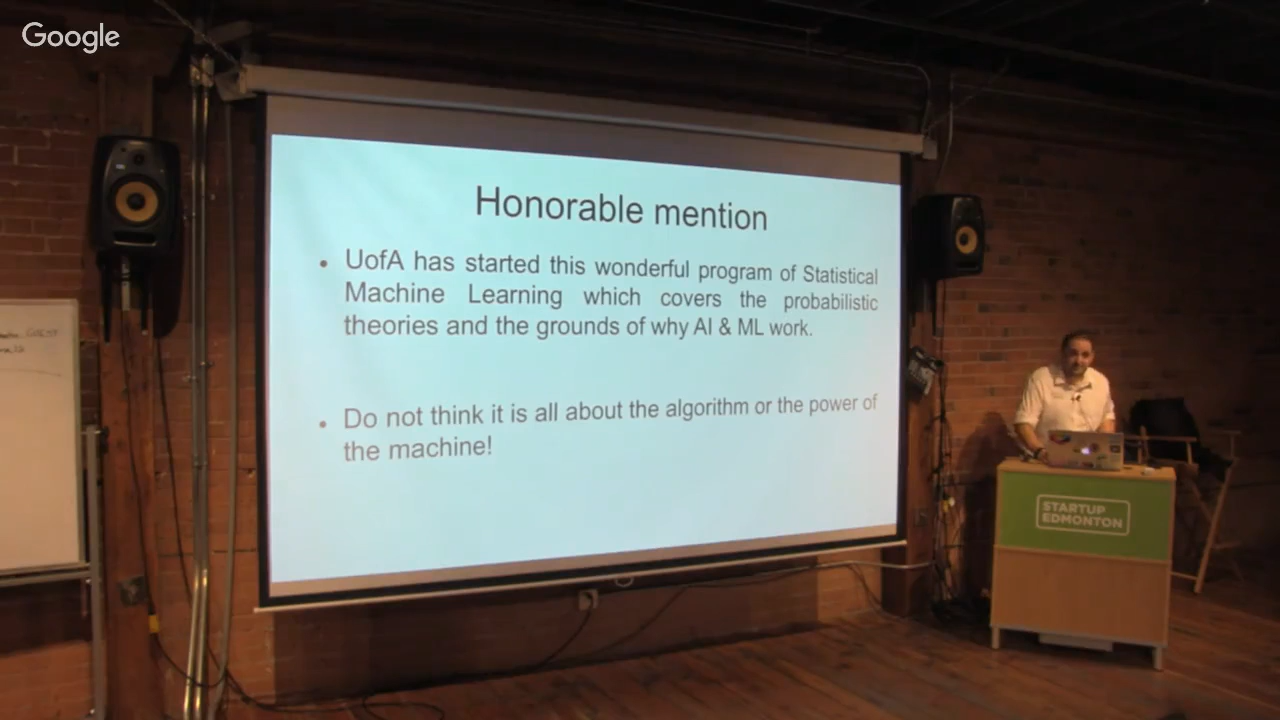 Google
Honorable mention
• UofA has started this wonderful program of Statistical
Machine Learning which covers the probabilistic
theories and the grounds of why AI & ML work.
• Do not think it is all about the algorithm or the power of
the machine!
STARTUP
EDMONTON